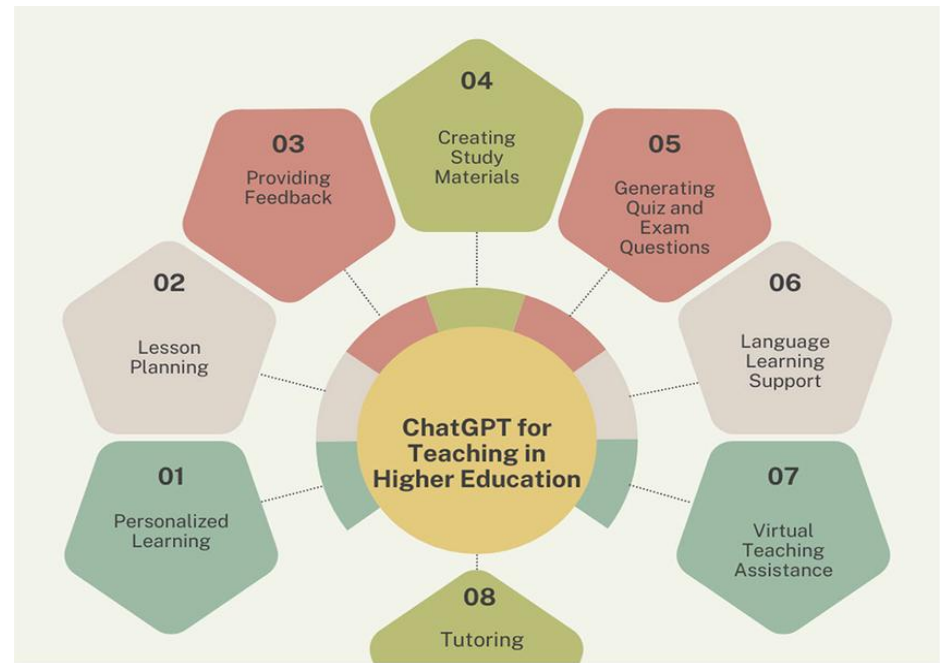 04
Creating
Study
Materials
03
Providing
Feedback
05
Generating
Quiz and
Exam
Questions
02
Lesson
Planning
06
Language
Learning
Support
ChatGPT for
Teaching in
Higher Education
01
Personalized
Learning
07
Virtual
Teaching
Assistance
08
Tutoring